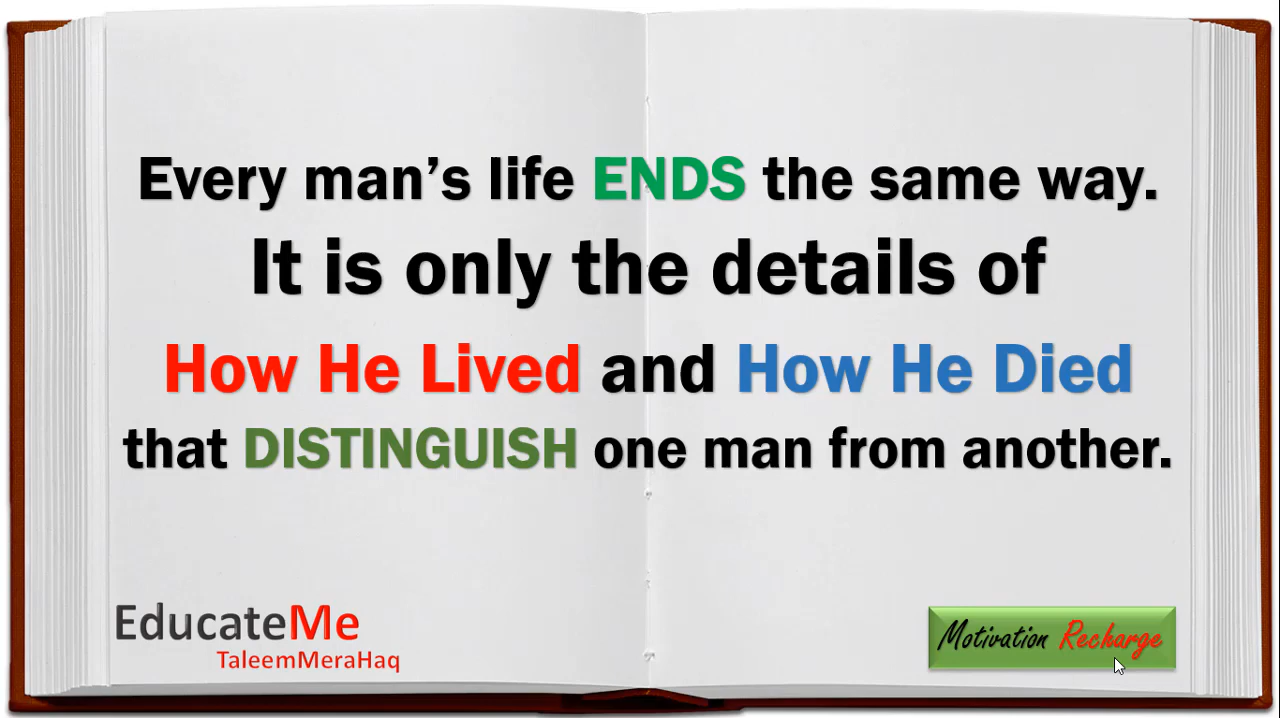 Every man’s life ENDS the same way.
It is only the details of
How He Lived and How He Died
that DISTINGUISH one man from another.
EducateMe
TaleemMeraHaq
Motivation Recharge